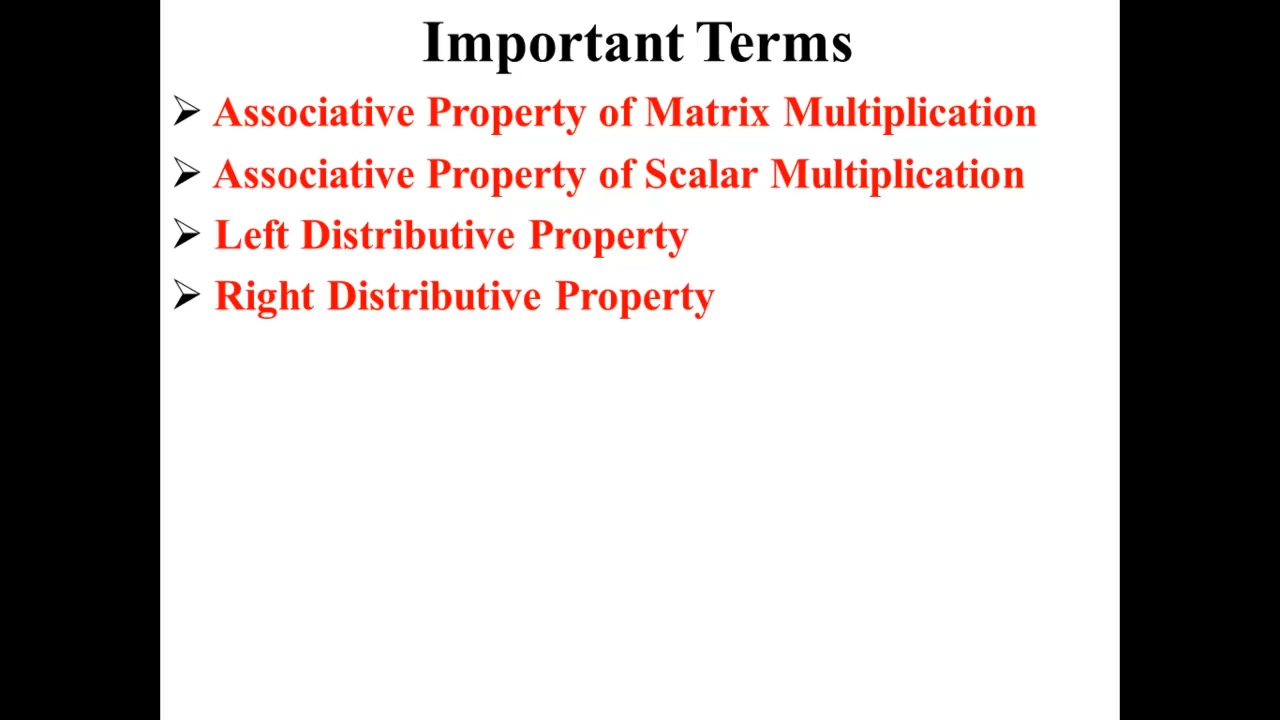 Important Terms
➢ Associative Property of Matrix Multiplication
➢ Associative Property of Scalar Multiplication
➢ Left Distributive Property
➢ Right Distributive Property